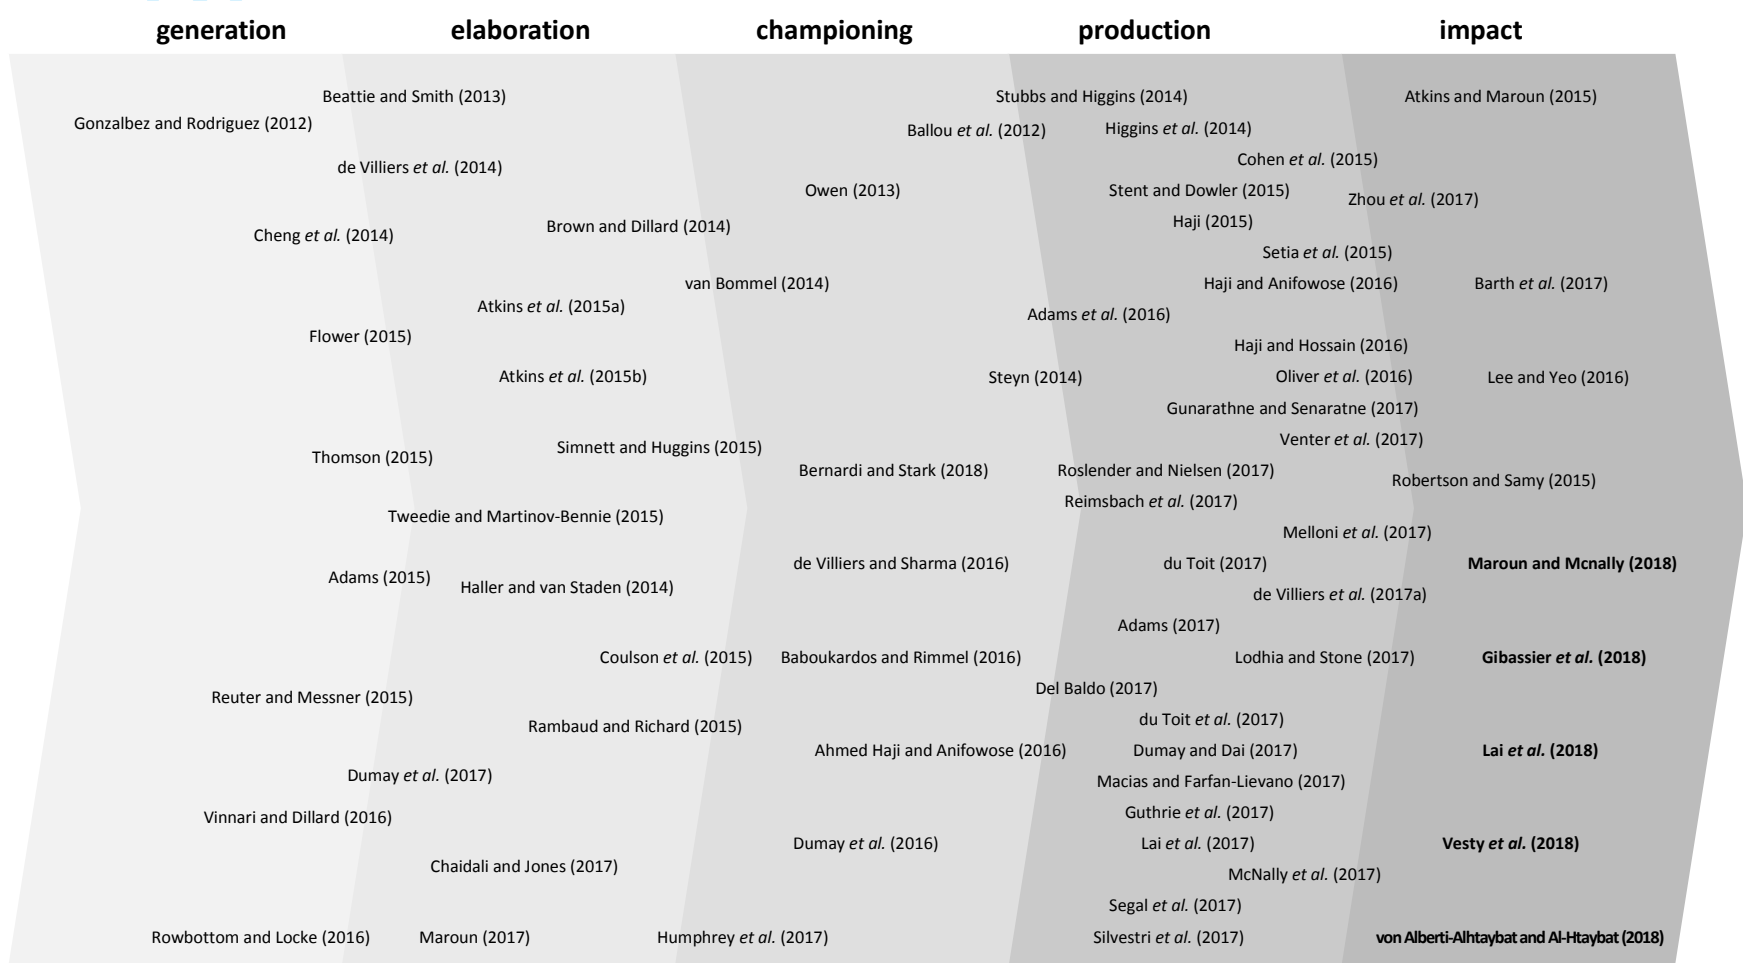 generation
elaboration
championing
production
impact
Beattie and Smith (2013)
Stubbs and Higgins (2014)
Atkins and Maroun (2015)
Gonzalbez and Rodriguez (2012)
Ballou et al. (2012)
Higgins et al. (2014)
Cohen et al. (2015)
de Villiers et al. (2014)
Owen (2013)
Stent and Dowler (2015)
Zhou et al. (2017)
Haji (2015)
Brown and Dillard (2014)
Cheng et al. (2014)
Setia et al. (2015)
van Bommel (2014)
Haji and Anifowose (2016)
Barth et al. (2017)
Atkins et al. (2015a)
Adams et al. (2016)
Flower (2015)
Haji and Hossain (2016)
Atkins et al. (2015b)
Steyn (2014)
Oliver et al. (2016)
Lee and Yeo (2016)
Gunarathne and Senaratne (2017)
Venter et al. (2017)
Simnett and Huggins (2015)
Thomson (2015)
Bernardi and Stark (2018)
Roslender and Nielsen (2017)
Robertson and Samy (2015)
Reimsbach et al. (2017)
Tweedie and Martinov-Bennie (2015)
Melloni et al. (2017)
de Villiers and Sharma (2016)
du Toit (2017)
Maroun and Mcnally (2018)
Adams (2015)
Haller and van Staden (2014)
de Villiers et al. (2017a)
Adams (2017)
Coulson et al. (2015)
Baboukardos and Rimmel (2016)
Lodhia and Stone (2017)
Gibassier et al. (2018)
Del Baldo (2017)
Reuter and Messner (2015)
du Toit et al. (2017)
Rambaud and Richard (2015)
Ahmed Haji and Anifowose (2016)
Dumay and Dai (2017)
Lai et al. (2018)
Dumay et al. (2017)
Macias and Farfan-Lievano (2017)
Vinnari and Dillard (2016)
Guthrie et al. (2017)
Dumay et al. (2016)
Lai et al. (2017)
Vesty et al. (2018)
Chaidali and Jones (2017)
McNally et al. (2017)
Segal et al. (2017)
Rowbottom and Locke (2016)
Maroun (2017)
Humphrey et al. (2017)
Silvestri et al. (2017)
von Alberti-Alhtaybat and Al-Htaybat (2018)